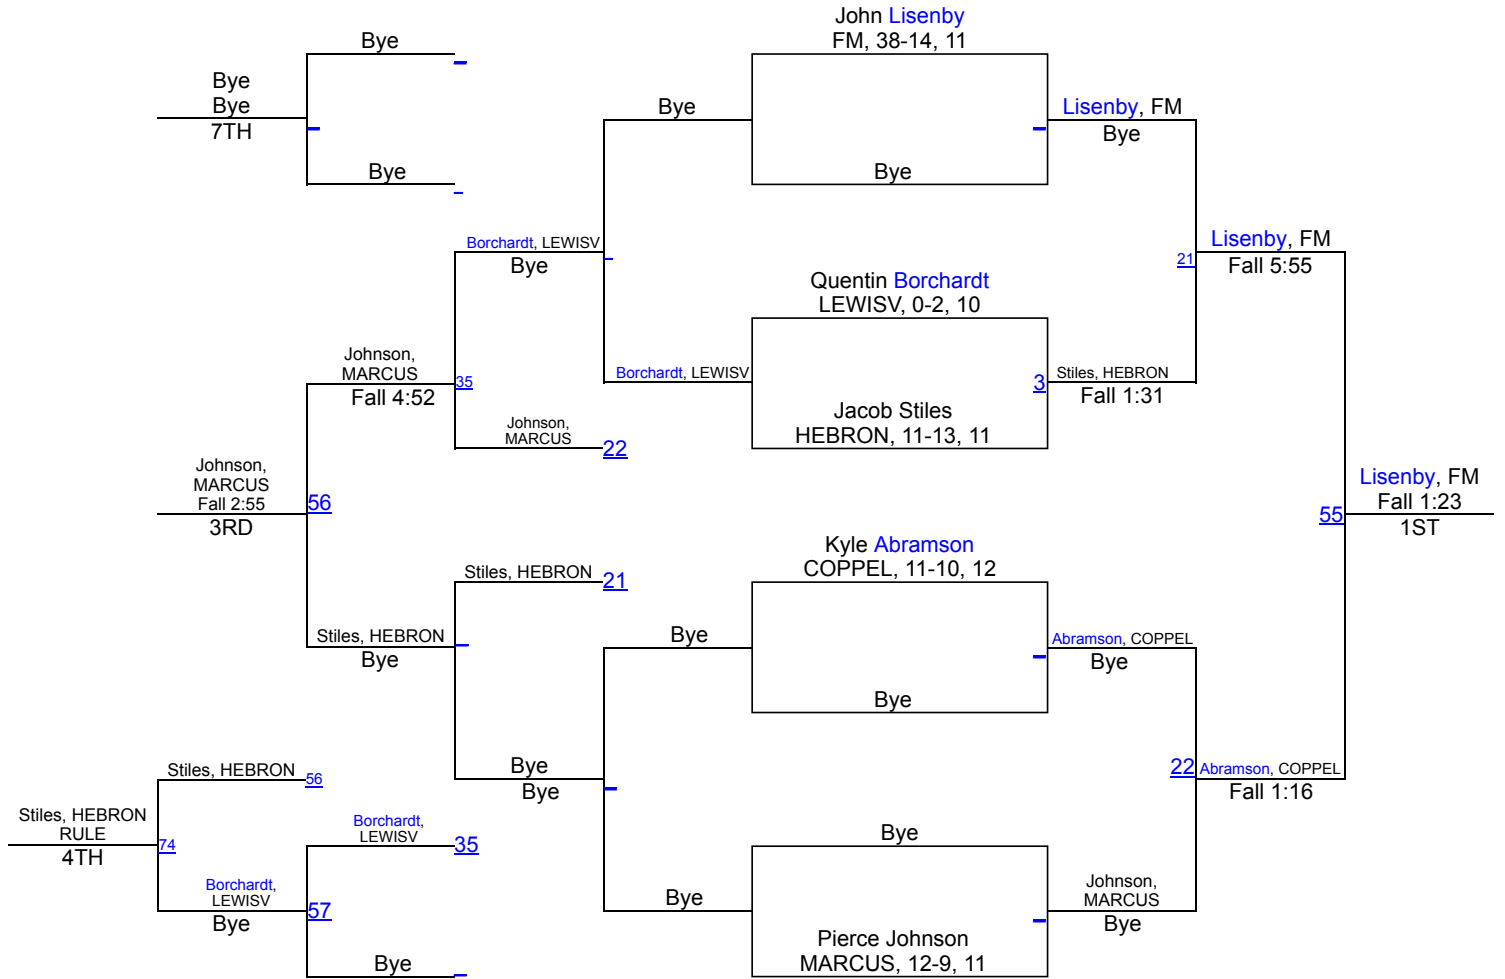 John Lisenby
FM, 38-14, 11
Bye
Bye
Bye
7TH
Bye
Bye
Lisenby, FM
Bye
Bye
Borchardt, LEWISV
Bye
21
Lisenby, FM
Fall 5:55
Quentin Borchardt
LEWISV, 0-2, 10
Johnson,
MARCUS
Fall 4:52
35
Borchardt, LEWISV
3
Stiles, HEBRON
Fall 1:31
Jacob Stiles
HEBRON, 11-13, 11
Johnson,
MARCUS
22
Johnson,
MARCUS
Fall 2:55
3RD
56
55
Lisenby, FM
Fall 1:23
1ST
Kyle Abramson
COPPEL, 11-10, 12
Stiles, HEBRON
21
Stiles, HEBRON
Bye
Bye
Abramson, COPPEL
Bye
Bye
Stiles, HEBRON
56
Bye
Bye
22
Abramson, COPPEL
Fall 1:16
Stiles, HEBRON
RULE
4TH
74
Borchardt,
LEWISV
35
Bye
Borchardt,
LEWISV
Bye
57
Bye
Johnson,
MARCUS
Bye
Pierce Johnson
MARCUS, 12-9, 11
Bye